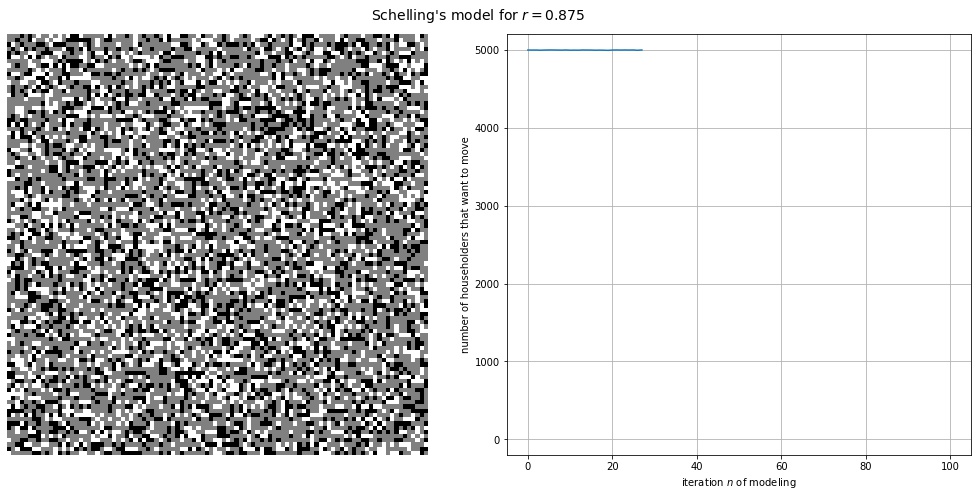 Schelling's model for r = 0.875
5000
4000
3000
2000
1000
0
number of householders that want to move
0 20 40 60 80 100
iteration n of modeling